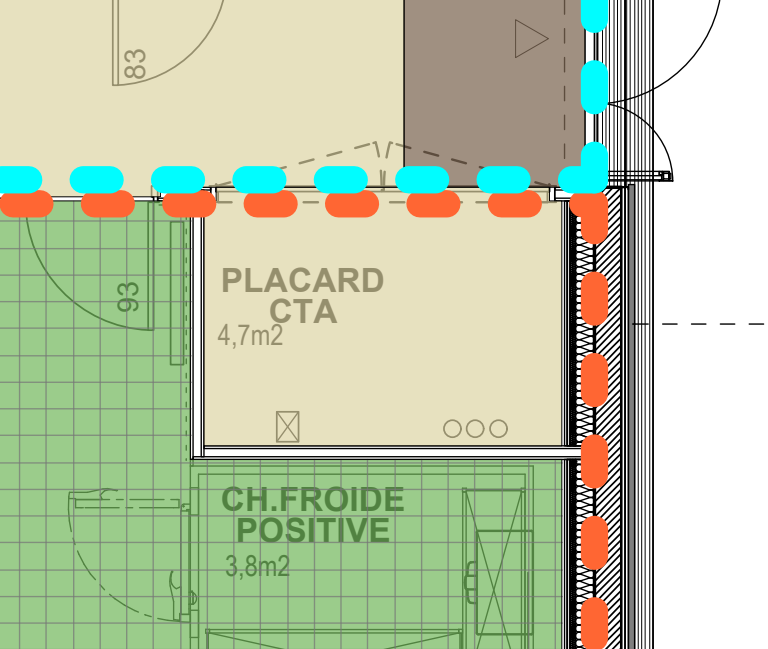 83
93
PLACARD
CTA
4,7m2
CH.FROIDE
POSITIVE
3,8m2